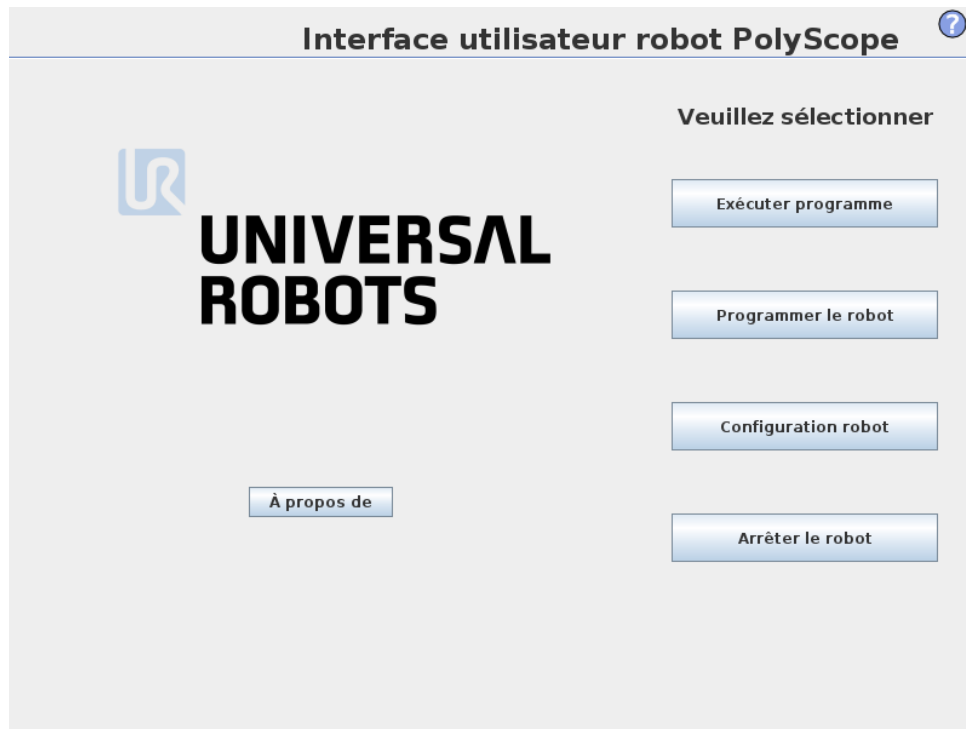 Interface utilisateur robot PolyScope
?
Veuillez sélectionner
UR
UNIVERSAL
ROBOTS
Exécuter programme
Programmer le robot
Configuration robot
À propos de
Arrêter le robot